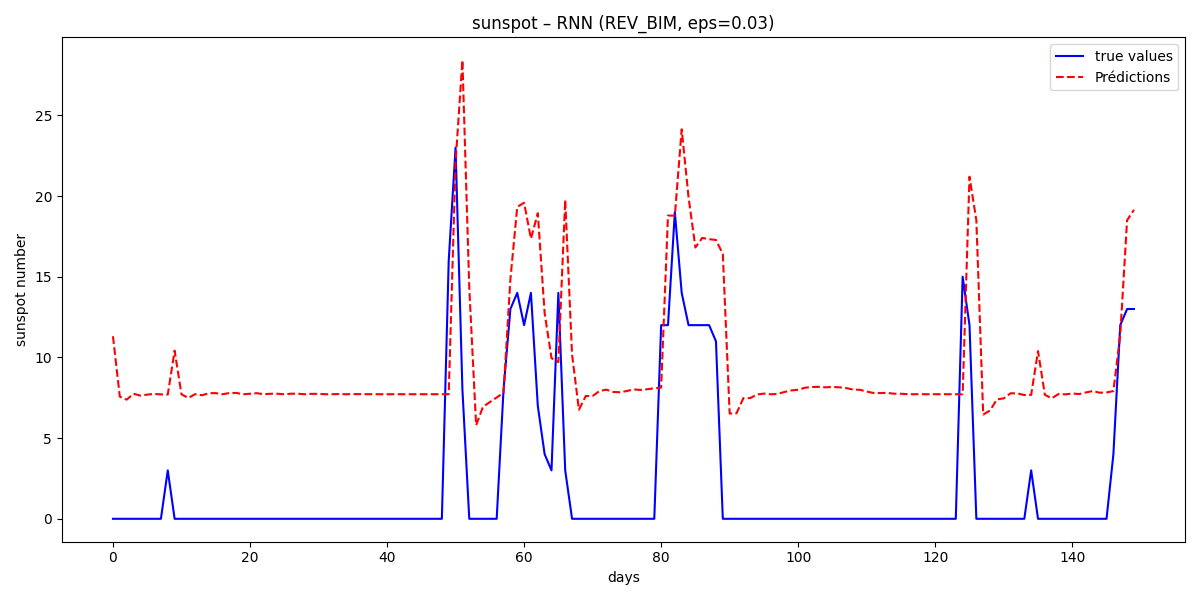 sunspot – RNN (REV_BIM, eps=0.03)
true values
Prédictions
sunspot number
25
20
15
10
5
0
0 20 40 60 80 100 120 140
days